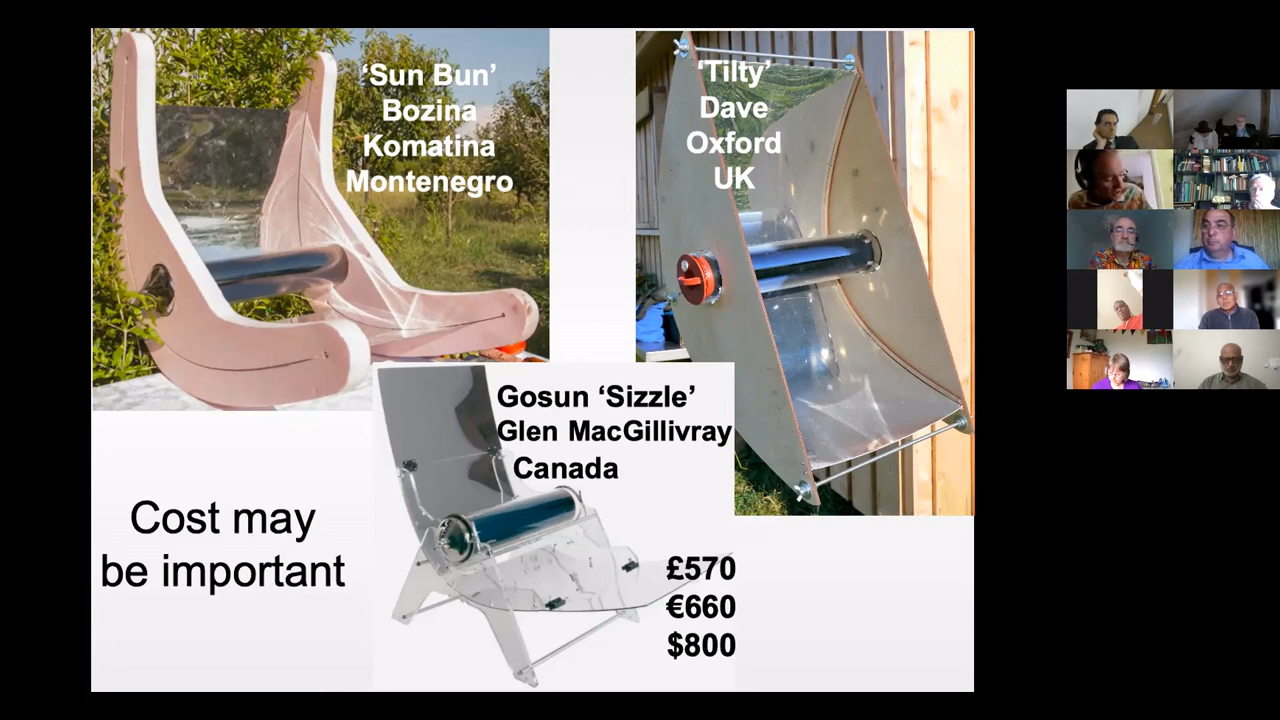 ‘Sun Bun’
Bozina
Komatina
Montenegro
‘Tilty’
Dave
Oxford
UK
Gosun ‘Sizzle’
Glen MacGillivray
Canada
Cost may
be important
£570
€660
$800